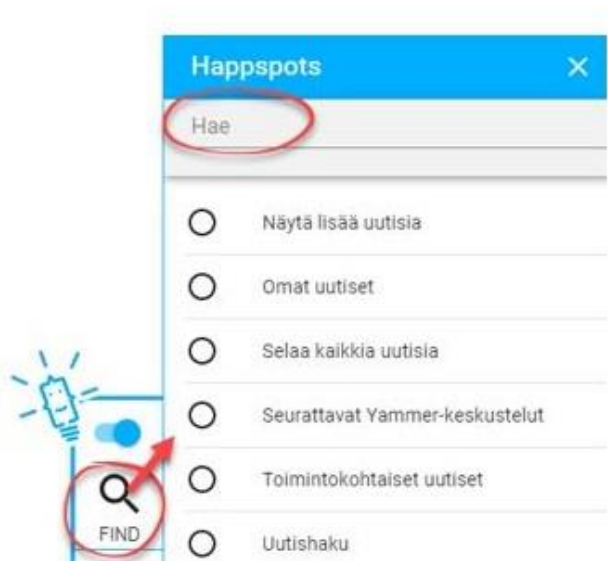 Happspots
Hae
Näytä lisää uutisia
Omat uutiset
Selaa kaikkia uutisia
Seurattavat Yammer-keskustelut
Toimintokohtaiset uutiset
Uutishaku
FIND